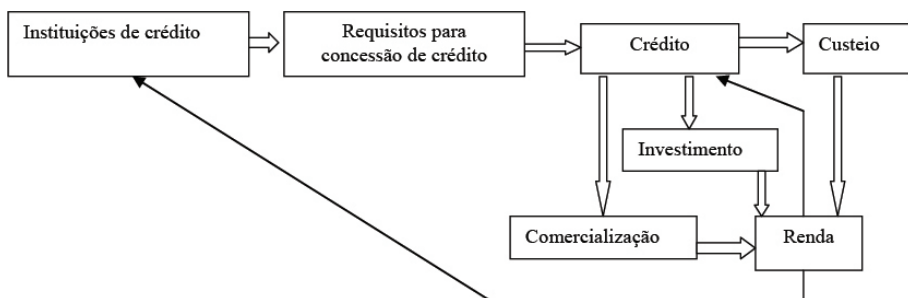 Instituições de crédito
Requisitos para
concessão de crédito
Crédito
Custeio
Investimento
Comercialização
Renda